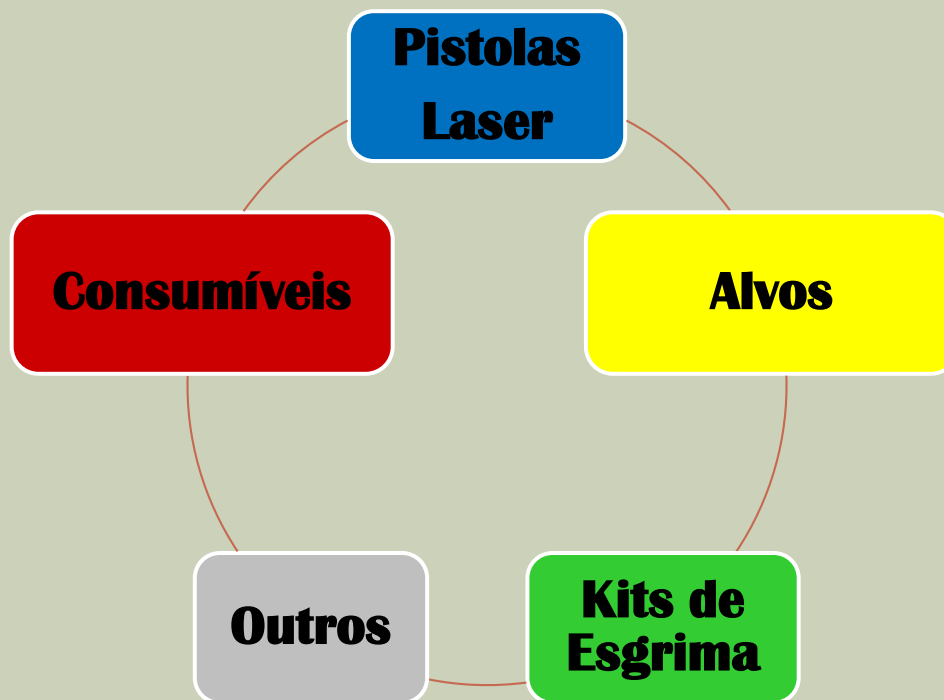 Pistolas
Laser
Consumíveis
Alvos
Outros
Kits de
Esgrima